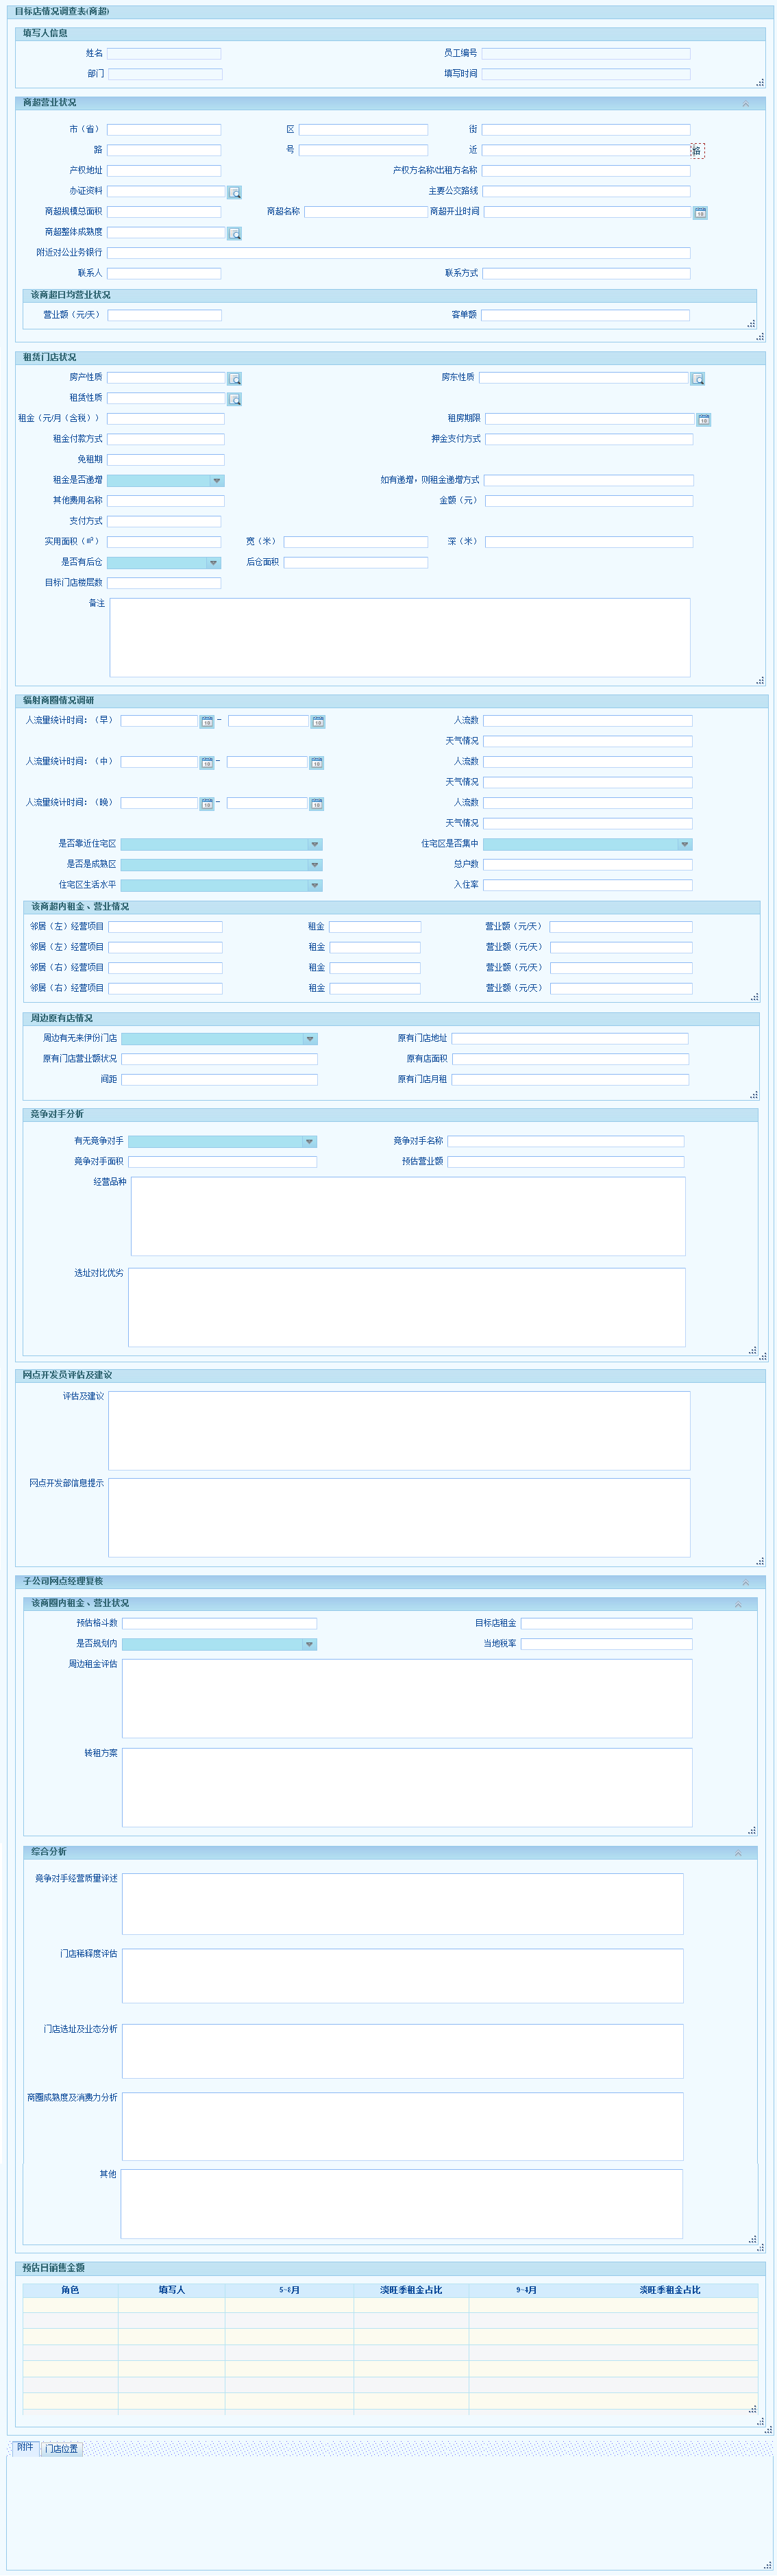 目标店情况调查表(商超)
填写人信息
姓名 员工编号
部门 填写时间
商超营业状况
市（省） 区 街
路 号 近 路
产权地址 产权方名称/出租方名称
办证资料 主要公交路线
商超规模总面积 商超名称 商超开业时间
商超整体成熟度
附近对公业务银行
联系人 联系方式
该商超日均营业状况
营业额（元/天） 客单额
租赁门店状况
房产性质 房东性质
租赁性质
租金（元/月（含税）） 租房期限
租金付款方式 押金支付方式
免租期
租金是否递增 如有递增，则租金递增方式
其他费用名称 金额（元）
支付方式
实用面积（㎡） 宽（米） 深（米）
是否有后仓 后仓面积
目标门店楼层数
备注
辐射商圈情况调研
人流量统计时间：（早） - 人流数
天气情况
人流量统计时间：（中） - 人流数
天气情况
人流量统计时间：（晚） - 人流数
天气情况
是否靠近住宅区 住宅区是否集中
是否是成熟区 总户数
住宅区生活水平 入住率
该商超内租金、营业情况
邻居（左）经营项目 租金 营业额（元/天）
邻居（左）经营项目 租金 营业额（元/天）
邻居（右）经营项目 租金 营业额（元/天）
邻居（右）经营项目 租金 营业额（元/天）
周边原有店情况
周边有无来伊份门店 原有门店地址
原有门店营业额状况 原有店面积
间距 原有门店月租
竞争对手分析
有无竞争对手 竞争对手名称
竞争对手面积 预估营业额
经营品种
选址对比优劣
网点开发员评估及建议
评估及建议
网点开发部信息提示
子公司网点经理复核
该商圈内租金、营业状况
预估格斗数 目标店租金
是否规划内 当地税率
周边租金评估
转租方案
综合分析
竞争对手经营质量评述
门店稀释度评估
门店选址及业态分析
商圈成熟度及消费力分析
其他
预估日销售金额
角色 填写人 5-8月 淡旺季租金占比 9-4月 淡旺季租金占比
附件 门店位置